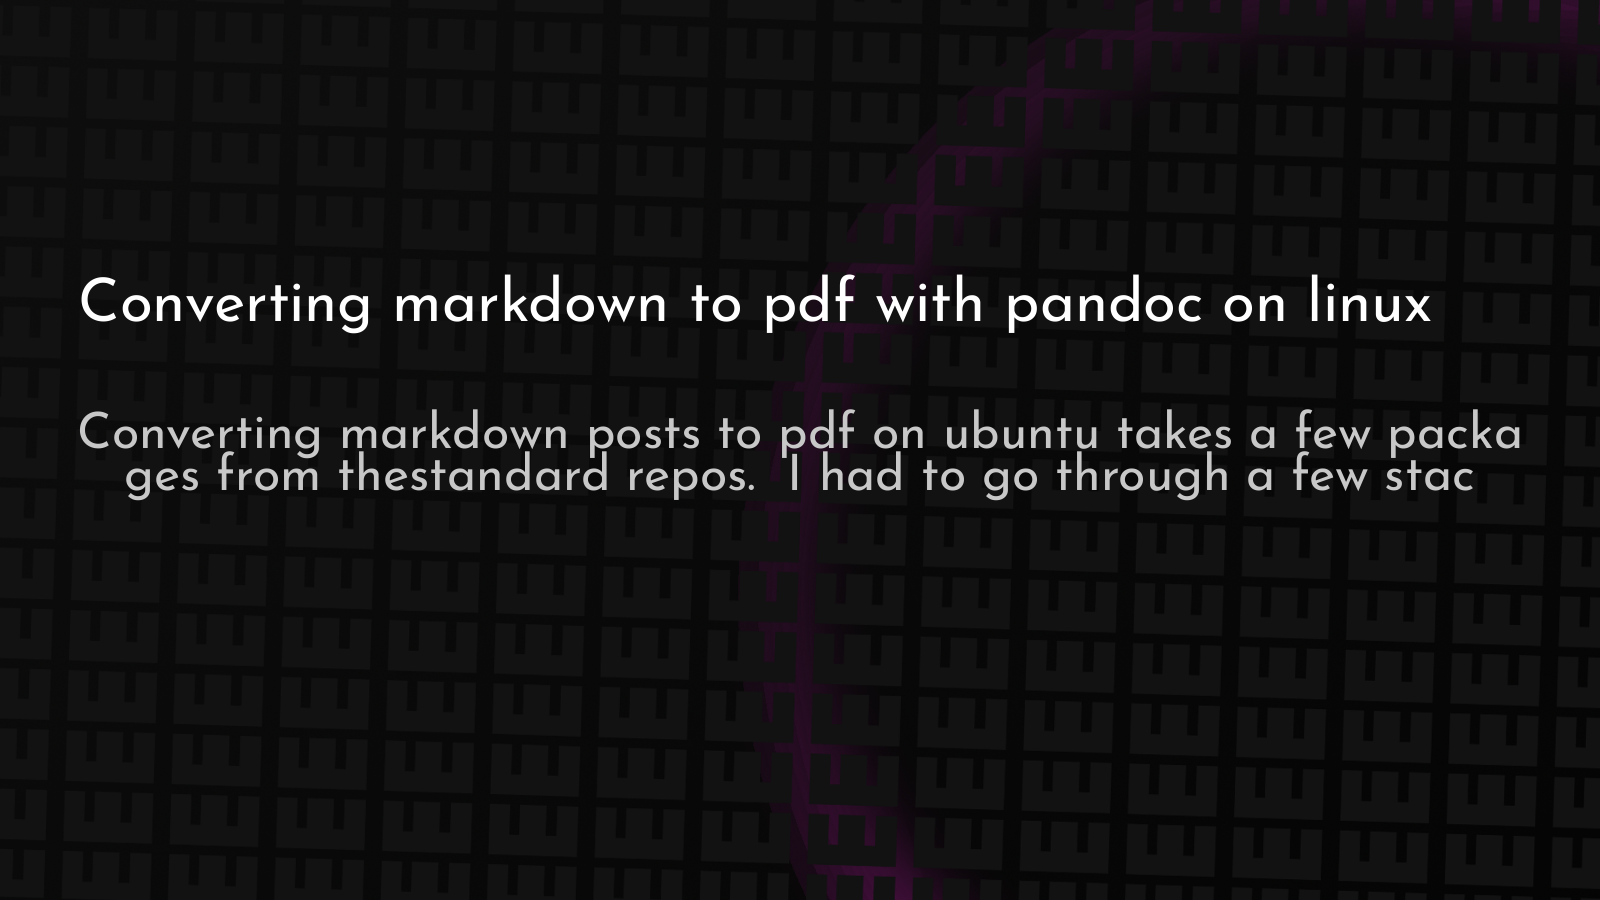 Converting markdown to pdf with pandoc on linux
Converting markdown posts to pdf on ubuntu takes a few packa
ges from thestandard repos.  I had to go through a few stac